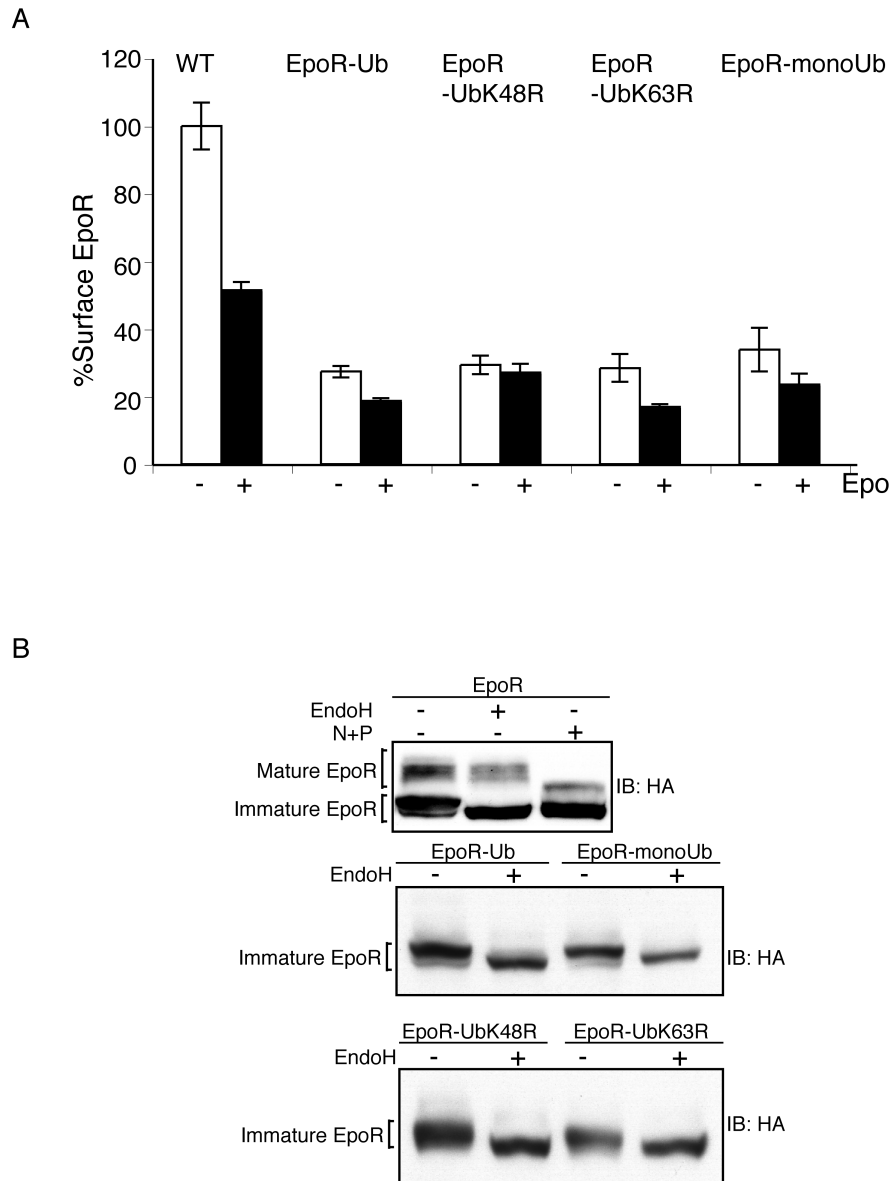 A
WT EpoR-Ub EpoR EpoR EpoR-monoUb
-UbK48R -UbK63R
%Surface EpoR
120
100
80
60
40
20
0
- + - + - + - + - + Epo
B
EpoR
EndoH - + -
N+P - - +
Mature EpoR
IB: HA
Immature EpoR
EpoR-Ub EpoR-monoUb
EndoH - + - +
Immature EpoR IB: HA
EpoR-UbK48R EpoR-UbK63R
EndoH - + - +
IB: HA
Immature EpoR